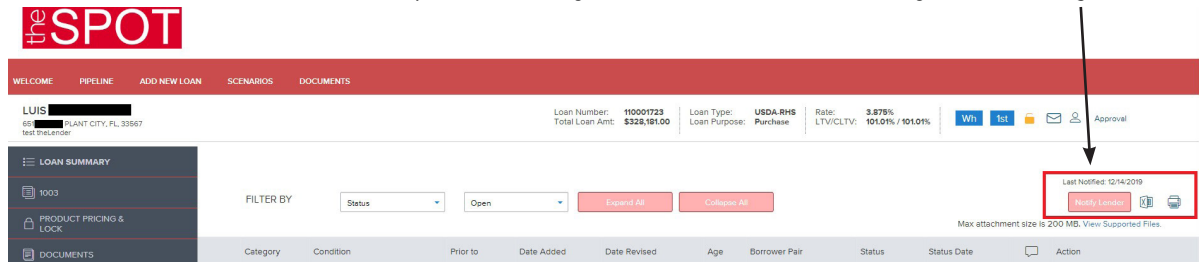 the SPOT
WELCOME PIPELINE ADD NEW LOAN SCENARIOS DOCUMENTS
LUIS
651 PLANT CITY, FL, 33567
test theLender
Loan Number: 110001723
Total Loan Amt: $328,181.00
Loan Type: USDA-RHS
Loan Purpose: Purchase
Rate: 3.875%
LTV/CLTV: 101.01% / 101.01%
Wh 1st Approval
LOAN SUMMARY
1003
PRODUCT PRICING & LOCK
DOCUMENTS
Last Notified: 12/14/2019
FILTER BY Status Open Expand All Collapse All Notify Lender
Max attachment size is 200 MB. View Supported Files.
Category Condition Prior to Date Added Date Revised Age Borrower Pair Status Status Date Action